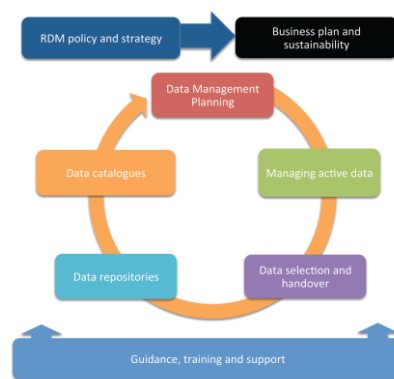 RDM policy and strategy
Business plan and
sustainability
Data Management
Planning
Data catalogues
Managing active data
Data repositories
Data selection and
handover
Guidance, training and support